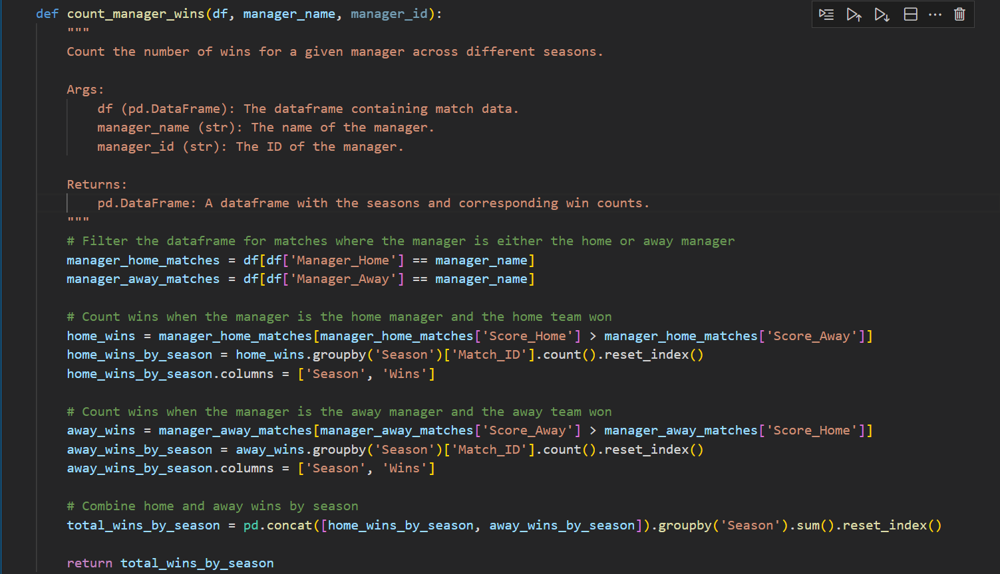 def count_manager_wins(df, manager_name, manager_id):
    """
    Count the number of wins for a given manager across different seasons.

    Args:
        df (pd.DataFrame): The dataframe containing match data.
        manager_name (str): The name of the manager.
        manager_id (str): The ID of the manager.

    Returns:
        pd.DataFrame: A dataframe with the seasons and corresponding win counts.
    """
    # Filter the dataframe for matches where the manager is either the home or away manager
    manager_home_matches = df[df['Manager_Home'] == manager_name]
    manager_away_matches = df[df['Manager_Away'] == manager_name]

    # Count wins when the manager is the home manager and the home team won
    home_wins = manager_home_matches[manager_home_matches['Score_Home'] > manager_home_matches['Score_Away']]
    home_wins_by_season = home_wins.groupby('Season')['Match_ID'].count().reset_index()
    home_wins_by_season.columns = ['Season', 'Wins']

    # Count wins when the manager is the away manager and the away team won
    away_wins = manager_away_matches[manager_away_matches['Score_Away'] > manager_away_matches['Score_Home']]
    away_wins_by_season = away_wins.groupby('Season')['Match_ID'].count().reset_index()
    away_wins_by_season.columns = ['Season', 'Wins']

    # Combine home and away wins by season
    total_wins_by_season = pd.concat([home_wins_by_season, away_wins_by_season]).groupby('Season').sum().reset_index()

    return total_wins_by_season